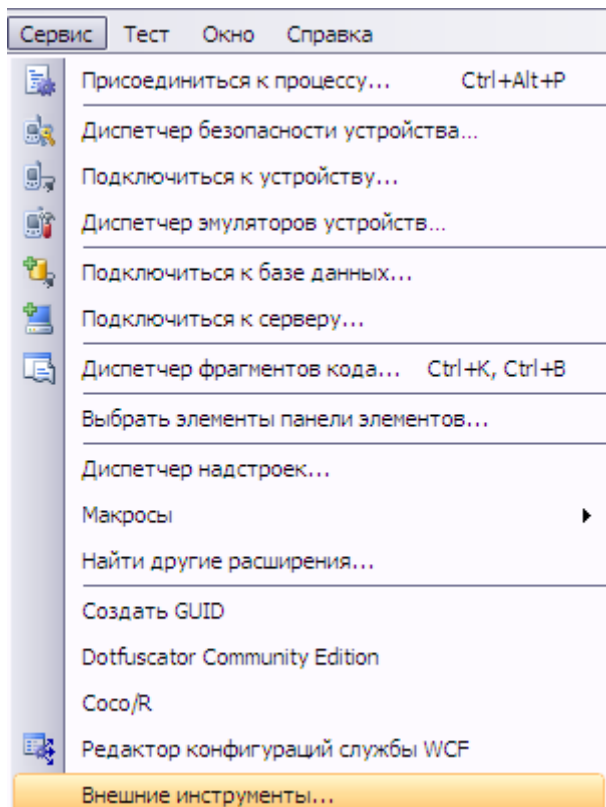 Сервис Тест Окно Справка
Присоединиться к процессу... Ctrl+Alt+P
Диспетчер безопасности устройства...
Подключиться к устройству...
Диспетчер эмуляторов устройств...
Подключиться к базе данных...
Подключиться к серверу...
Диспетчер фрагментов кода... Ctrl+K, Ctrl+B
Выбрать элементы панели элементов...
Диспетчер надстроек...
Макросы
Найти другие расширения...
Создать GUID
Dotfuscator Community Edition
Coco/R
Редактор конфигураций службы WCF
Внешние инструменты...